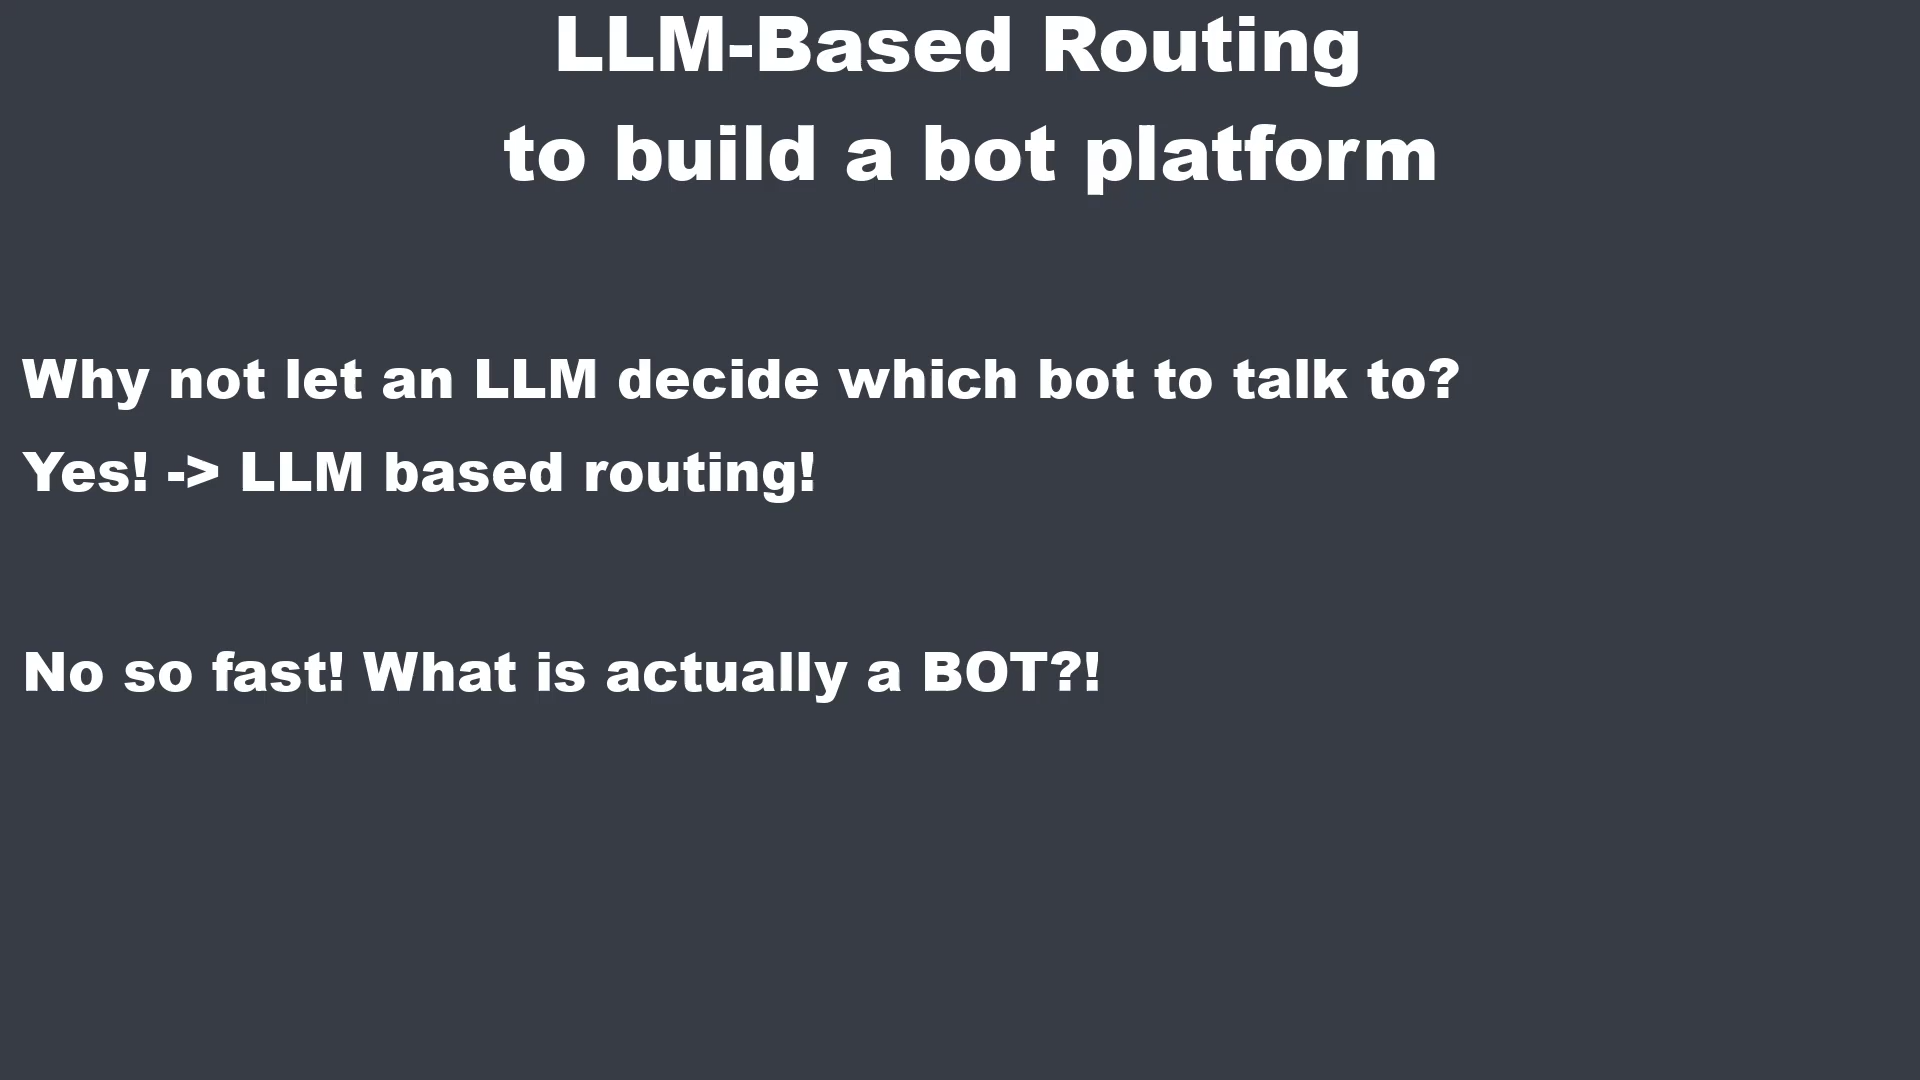 LLM-Based Routing
to build a bot platform
Why not let an LLM decide which bot to talk to?
Yes! -> LLM based routing!
No so fast! What is actually a BOT?!